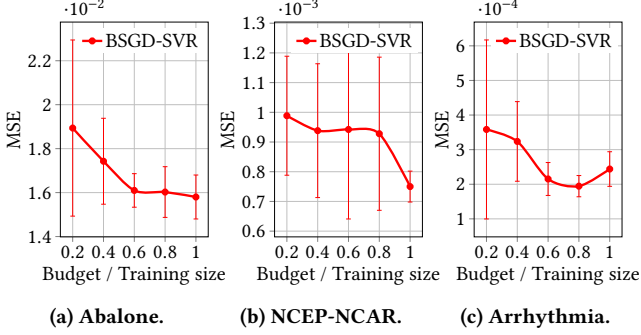 ·10⁻²
BSGD-SVR
2.2
2
1.8
1.6
1.4
MSE
0.2 0.4 0.6 0.8 1
Budget / Training size
(a) Abalone.
·10⁻³
BSGD-SVR
1.3
1.2
1.1
1
0.9
0.8
0.7
0.6
MSE
0.2 0.4 0.6 0.8 1
Budget / Training size
(b) NCEP-NCAR.
·10⁻⁴
BSGD-SVR
6
5
4
3
2
1
MSE
0.2 0.4 0.6 0.8 1
Budget / Training size
(c) Arrhythmia.